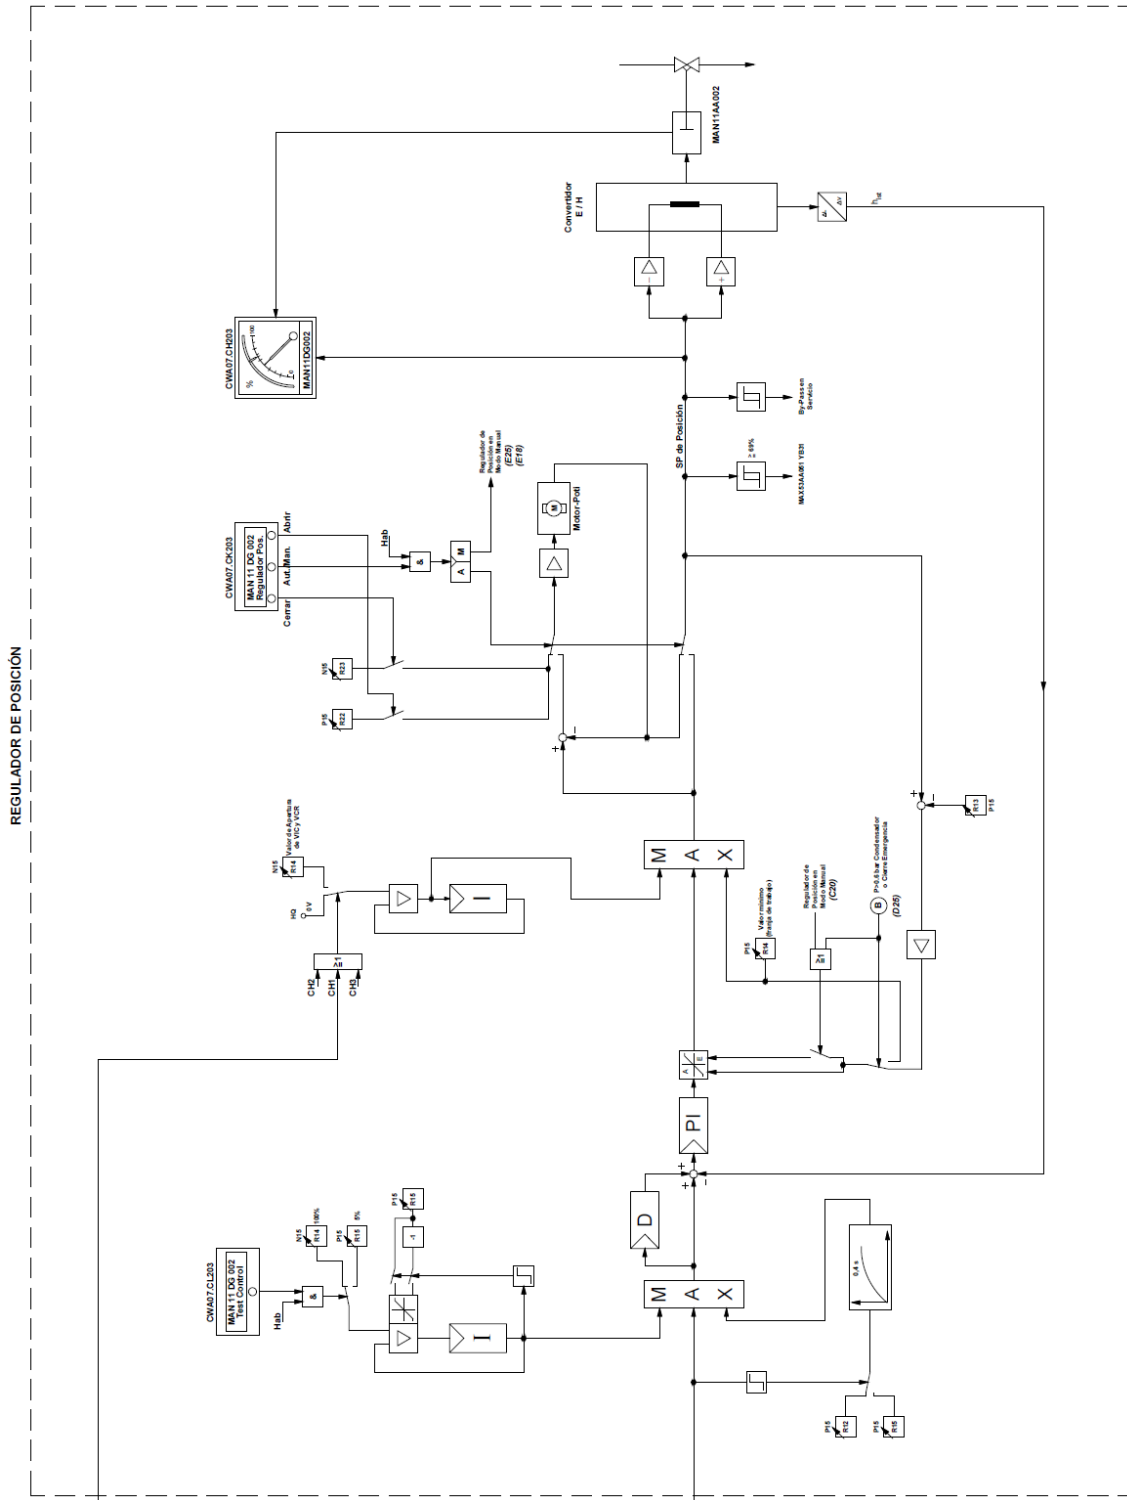 REGULADOR DE POSICIÓN
MAN11AA002
Convertidor
E / H
CWA07.CH203
%
100
0
MAN11DG002
SP de Posición
By-Pass en
Servicio
≥ 69%
Regulador de
Posición en
Modo Manual
(E25)
(E18)
M
Motor-Poti
CWA07.CK203
MAN 11 DG 002
Regulador Pos.
Abrir
Aut./Man.
Cerrar
Hab
&
A
M
N15
R23
P15
R22
+
−
Valor de Apertura
de VIC y VCR
N15
R14
HO
0V
>=1
CH2
CH1
CH3
I
M
A
X
Valor mínimo
(franja de trabajo)
P15
R14
Regulador de
Posición en
Modo Manual
(C20)
>=1
P>0.6 bar Condensador
o Cierre Emergencia
B
(D25)
+
−
R13
P15
A
E
PI
+
+
−
D
CWA07.CL203
MAN 11 DG 002
Test Control
Hab
&
N15
R14
100%
P15
R15
5%
P15
R15
-1
I
M
A
X
0,4 s
P15
R12
P15
R15